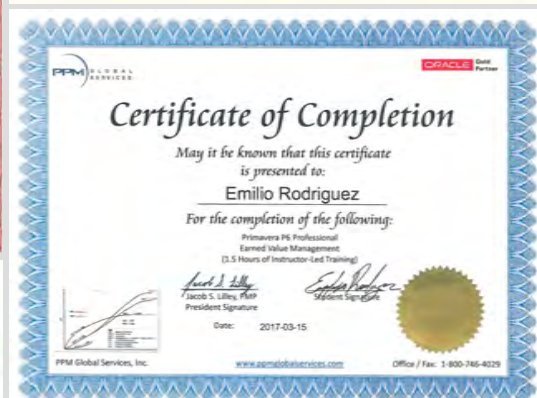 PPM GLOBAL SERVICES
ORACLE Gold Partner
Certificate of Completion
May it be known that this certificate
is presented to:
Emilio Rodriguez
For the completion of the following:
Primavera P6 Professional
Earned Value Management
(1.5 Hours of Instructor-Led Training)
Jacob S. Lilley, PMP
President Signature
Student Signature
Date: 2017-03-15
PPM Global Services, Inc.
www.ppmglobalservices.com
Office / Fax: 1-800-746-4029